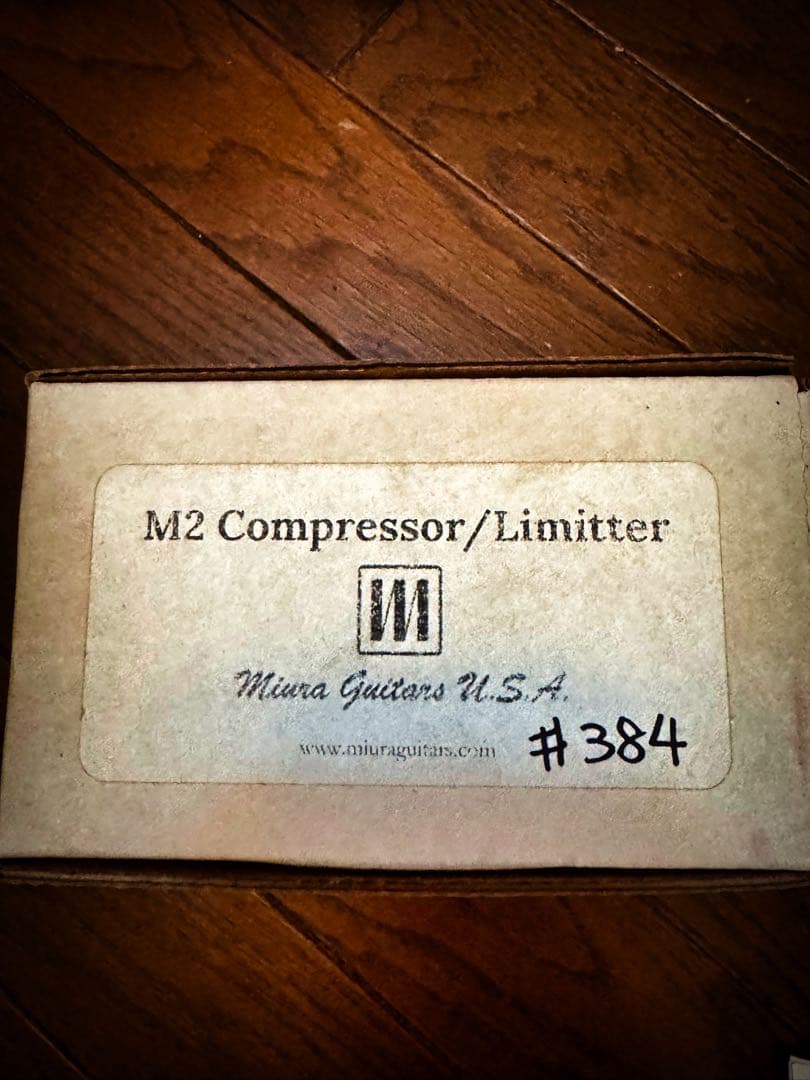 M2 Compressor/Limitter
M
Miura Guitars U.S.A.
www.miuraguitars.com
#384